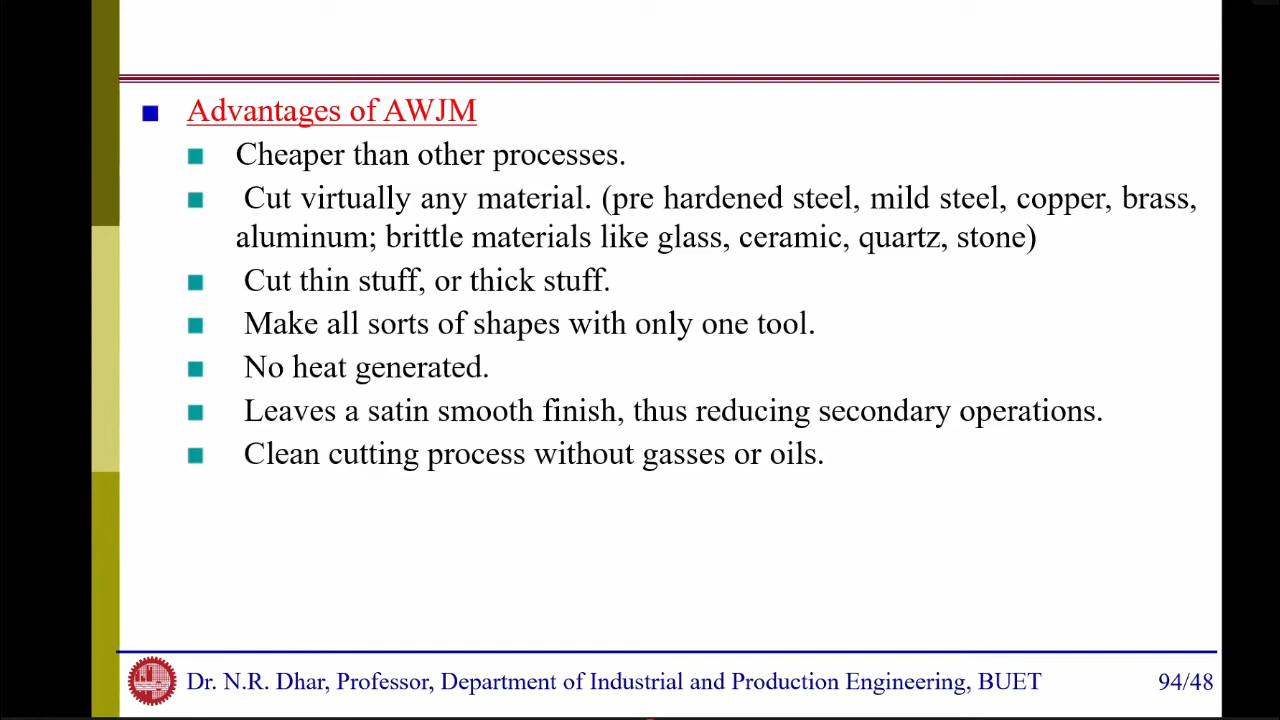 Advantages of AWJM
Cheaper than other processes.
Cut virtually any material. (pre hardened steel, mild steel, copper, brass,
aluminum; brittle materials like glass, ceramic, quartz, stone)
Cut thin stuff, or thick stuff.
Make all sorts of shapes with only one tool.
No heat generated.
Leaves a satin smooth finish, thus reducing secondary operations.
Clean cutting process without gasses or oils.
Dr. N.R. Dhar, Professor, Department of Industrial and Production Engineering, BUET 94/48